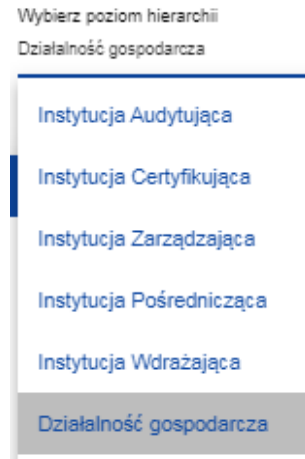 Wybierz poziom hierarchii
Działalność gospodarcza
Instytucja Audytująca
Instytucja Certyfikująca
Instytucja Zarządzająca
Instytucja Pośrednicząca
Instytucja Wdrażająca
Działalność gospodarcza